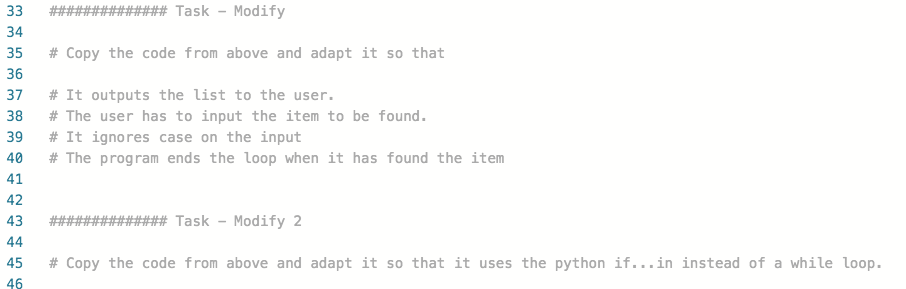 33 ############## Task – Modify
34
35 # Copy the code from above and adapt it so that
36
37 # It outputs the list to the user.
38 # The user has to input the item to be found.
39 # It ignores case on the input
40 # The program ends the loop when it has found the item
41
42
43 ############## Task – Modify 2
44
45 # Copy the code from above and adapt it so that it uses the python if...in instead of a while loop.
46